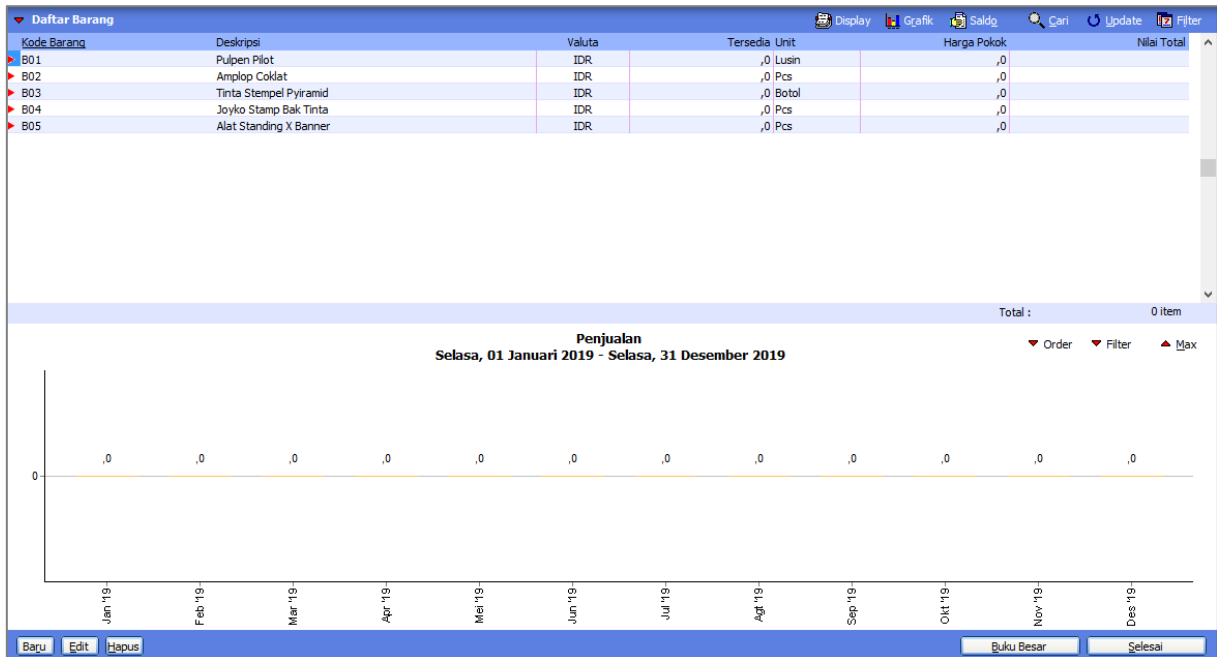 Daftar Barang Display Grafik Saldo Cari Update Filter
Kode Barang Deskripsi Valuta Tersedia Unit Harga Pokok Nilai Total
B01 Pulpen Pilot IDR ,0 Lusin ,0
B02 Amplop Coklat IDR ,0 Pcs ,0
B03 Tinta Stempel Pyiramid IDR ,0 Botol ,0
B04 Joyko Stamp Bak Tinta IDR ,0 Pcs ,0
B05 Alat Standing X Banner IDR ,0 Pcs ,0
Total : 0 item
Penjualan
Selasa, 01 Januari 2019 - Selasa, 31 Desember 2019
Order Filter Max
,0 ,0 ,0 ,0 ,0 ,0 ,0 ,0 ,0 ,0 ,0 ,0
0
Jan '19 Feb '19 Mar '19 Apr '19 Mei '19 Jun '19 Jul '19 Agt '19 Sep '19 Okt '19 Nov '19 Des '19
Baru Edit Hapus Buku Besar Selesai